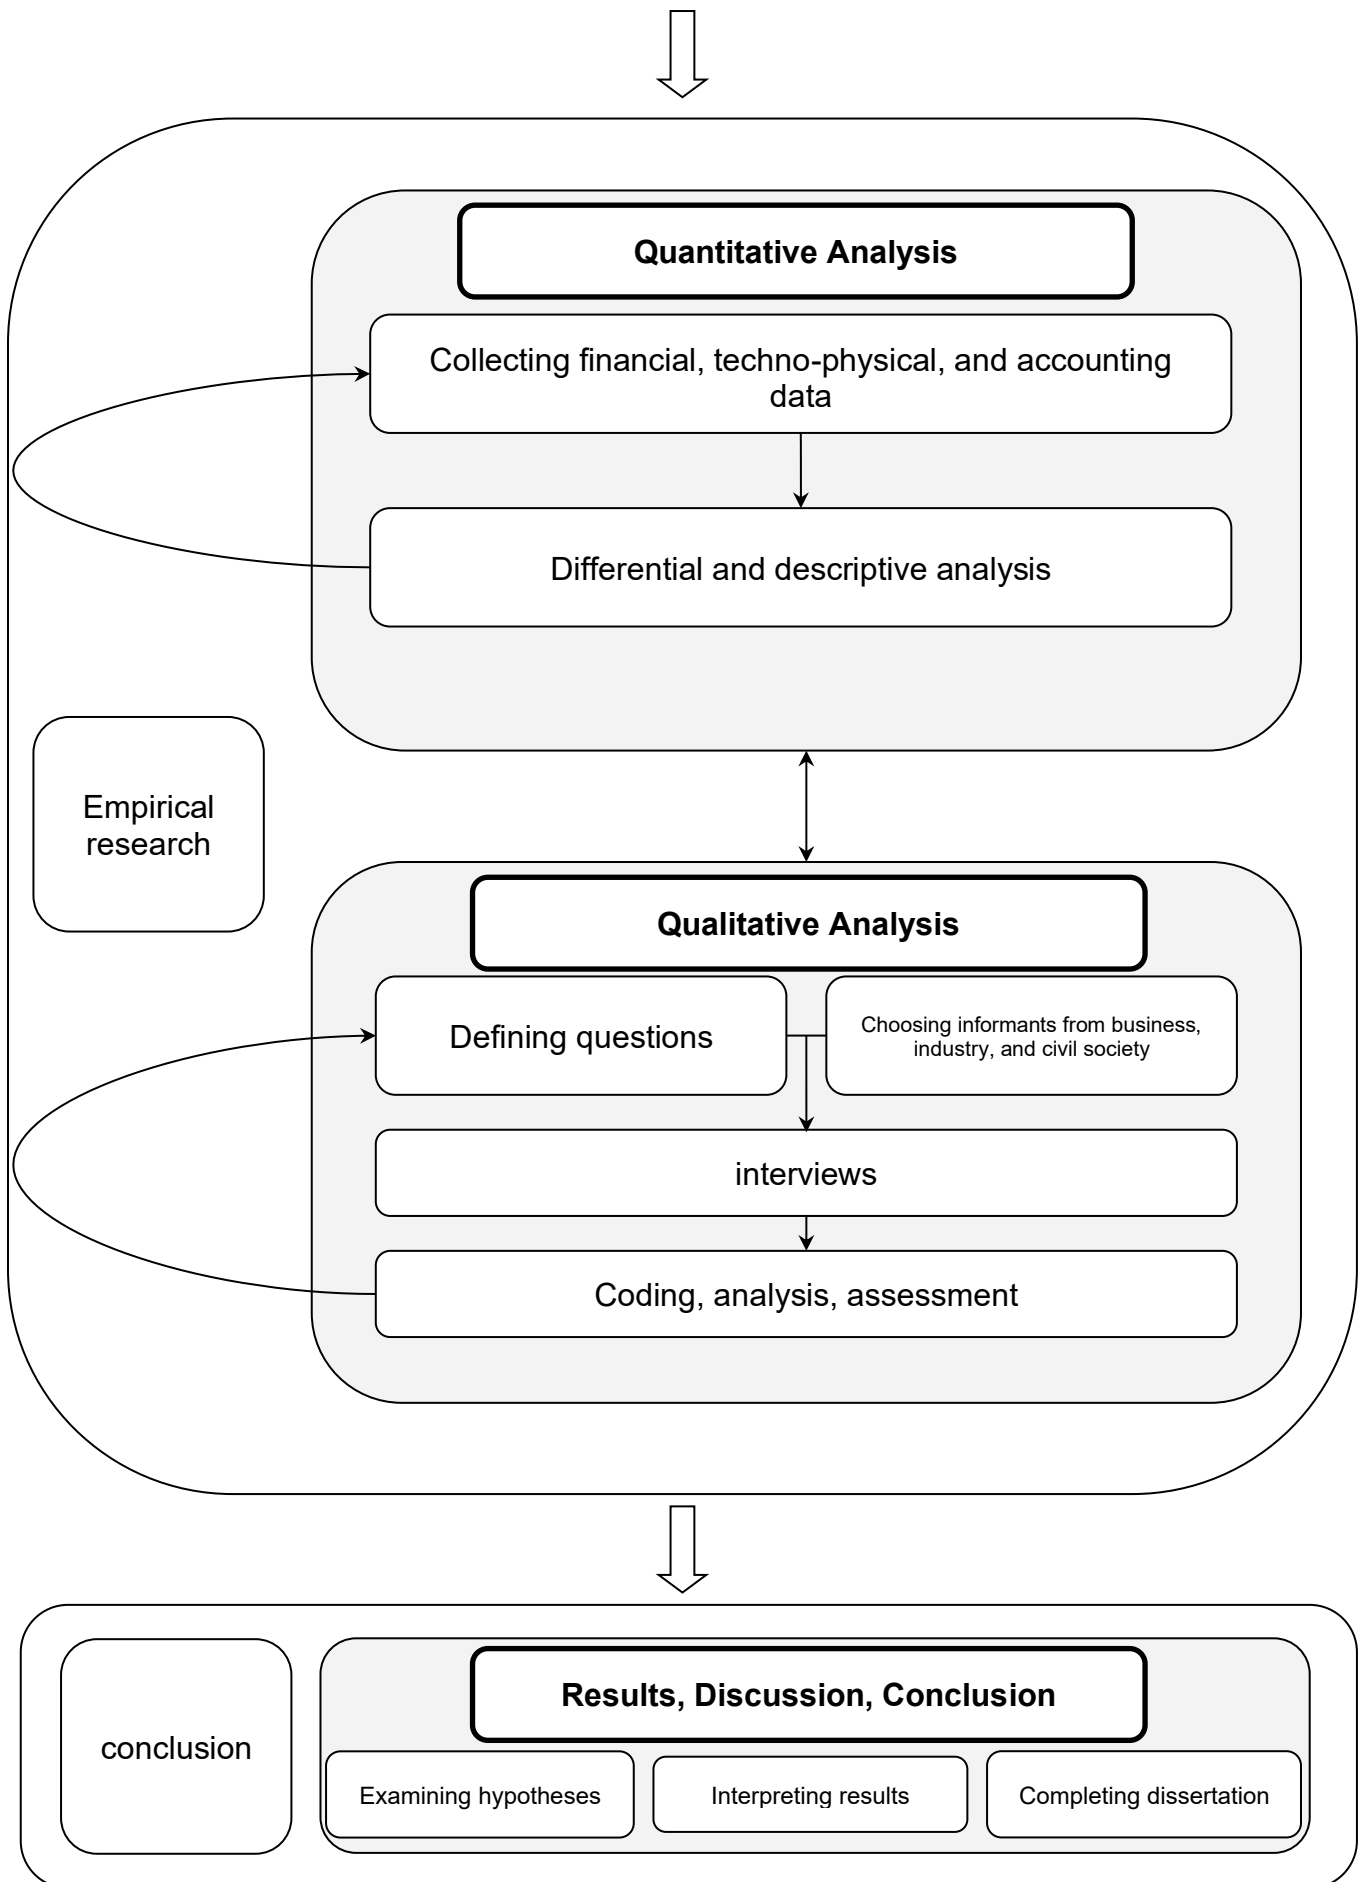 Quantitative Analysis
Collecting financial, techno-physical, and accounting
data
Differential and descriptive analysis
Empirical
research
Qualitative Analysis
Defining questions
Choosing informants from business,
industry, and civil society
interviews
Coding, analysis, assessment
Results, Discussion, Conclusion
conclusion
Examining hypotheses
Interpreting results
Completing dissertation